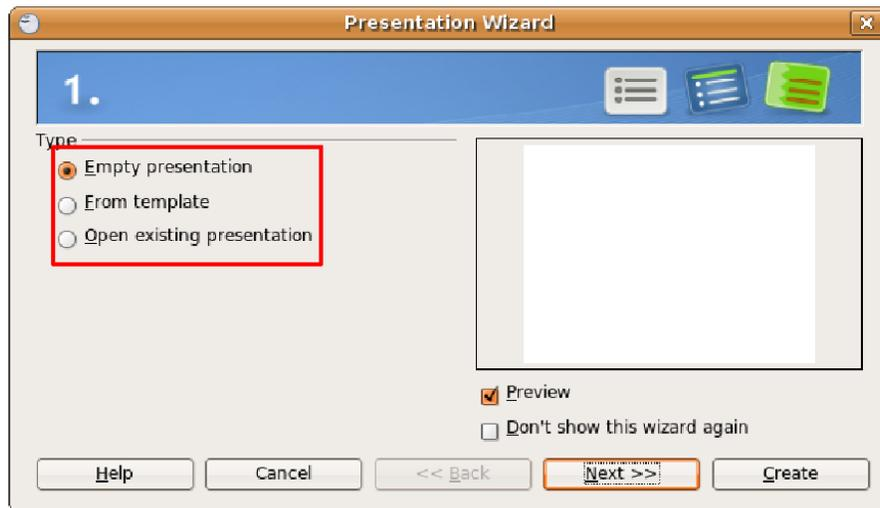 Presentation Wizard
1.
Type
Empty presentation
From template
Open existing presentation
Preview
Don't show this wizard again
Help Cancel << Back Next >> Create